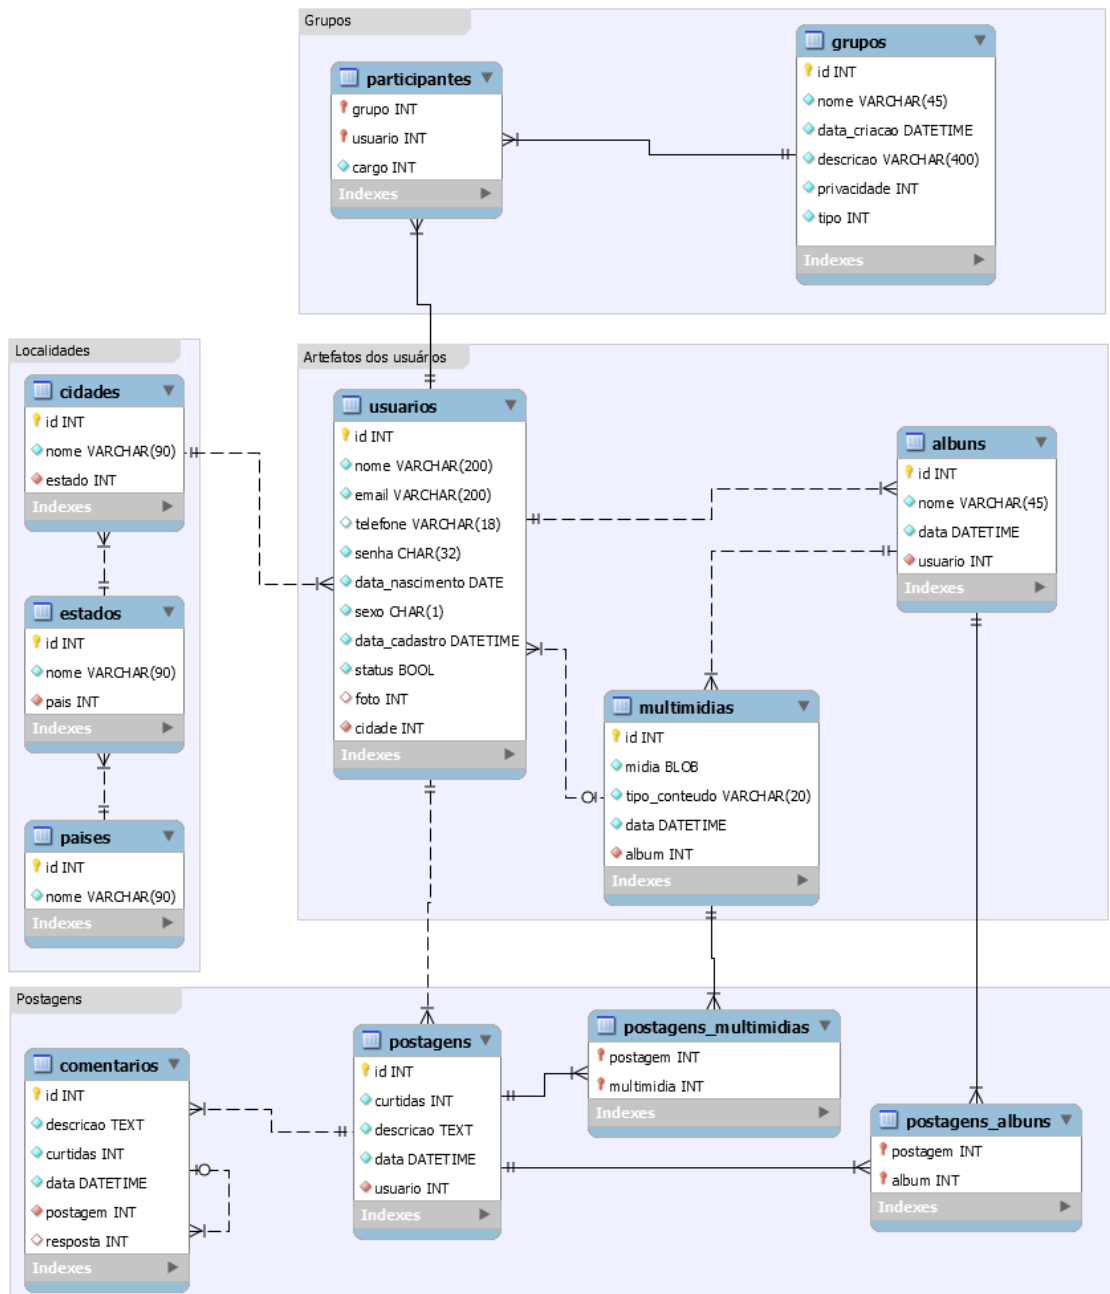 Grupos
participantes
grupo INT
usuario INT
cargo INT
Indexes
grupos
id INT
nome VARCHAR(45)
data_criacao DATETIME
descricao VARCHAR(400)
privacidade INT
tipo INT
Indexes
Localidades
cidades
id INT
nome VARCHAR(90)
estado INT
Indexes
estados
id INT
nome VARCHAR(90)
pais INT
Indexes
paises
id INT
nome VARCHAR(90)
Indexes
Artefatos dos usuários
usuarios
id INT
nome VARCHAR(200)
email VARCHAR(200)
telefone VARCHAR(18)
senha CHAR(32)
data_nascimento DATE
sexo CHAR(1)
data_cadastro DATETIME
status BOOL
foto INT
cidade INT
Indexes
albuns
id INT
nome VARCHAR(45)
data DATETIME
usuario INT
Indexes
multimidias
id INT
midia BLOB
tipo_conteudo VARCHAR(20)
data DATETIME
album INT
Indexes
Postagens
comentarios
id INT
descricao TEXT
curtidas INT
data DATETIME
postagem INT
resposta INT
Indexes
postagens
id INT
curtidas INT
descricao TEXT
data DATETIME
usuario INT
Indexes
postagens_multimidias
postagem INT
multimidia INT
Indexes
postagens_albuns
postagem INT
album INT
Indexes